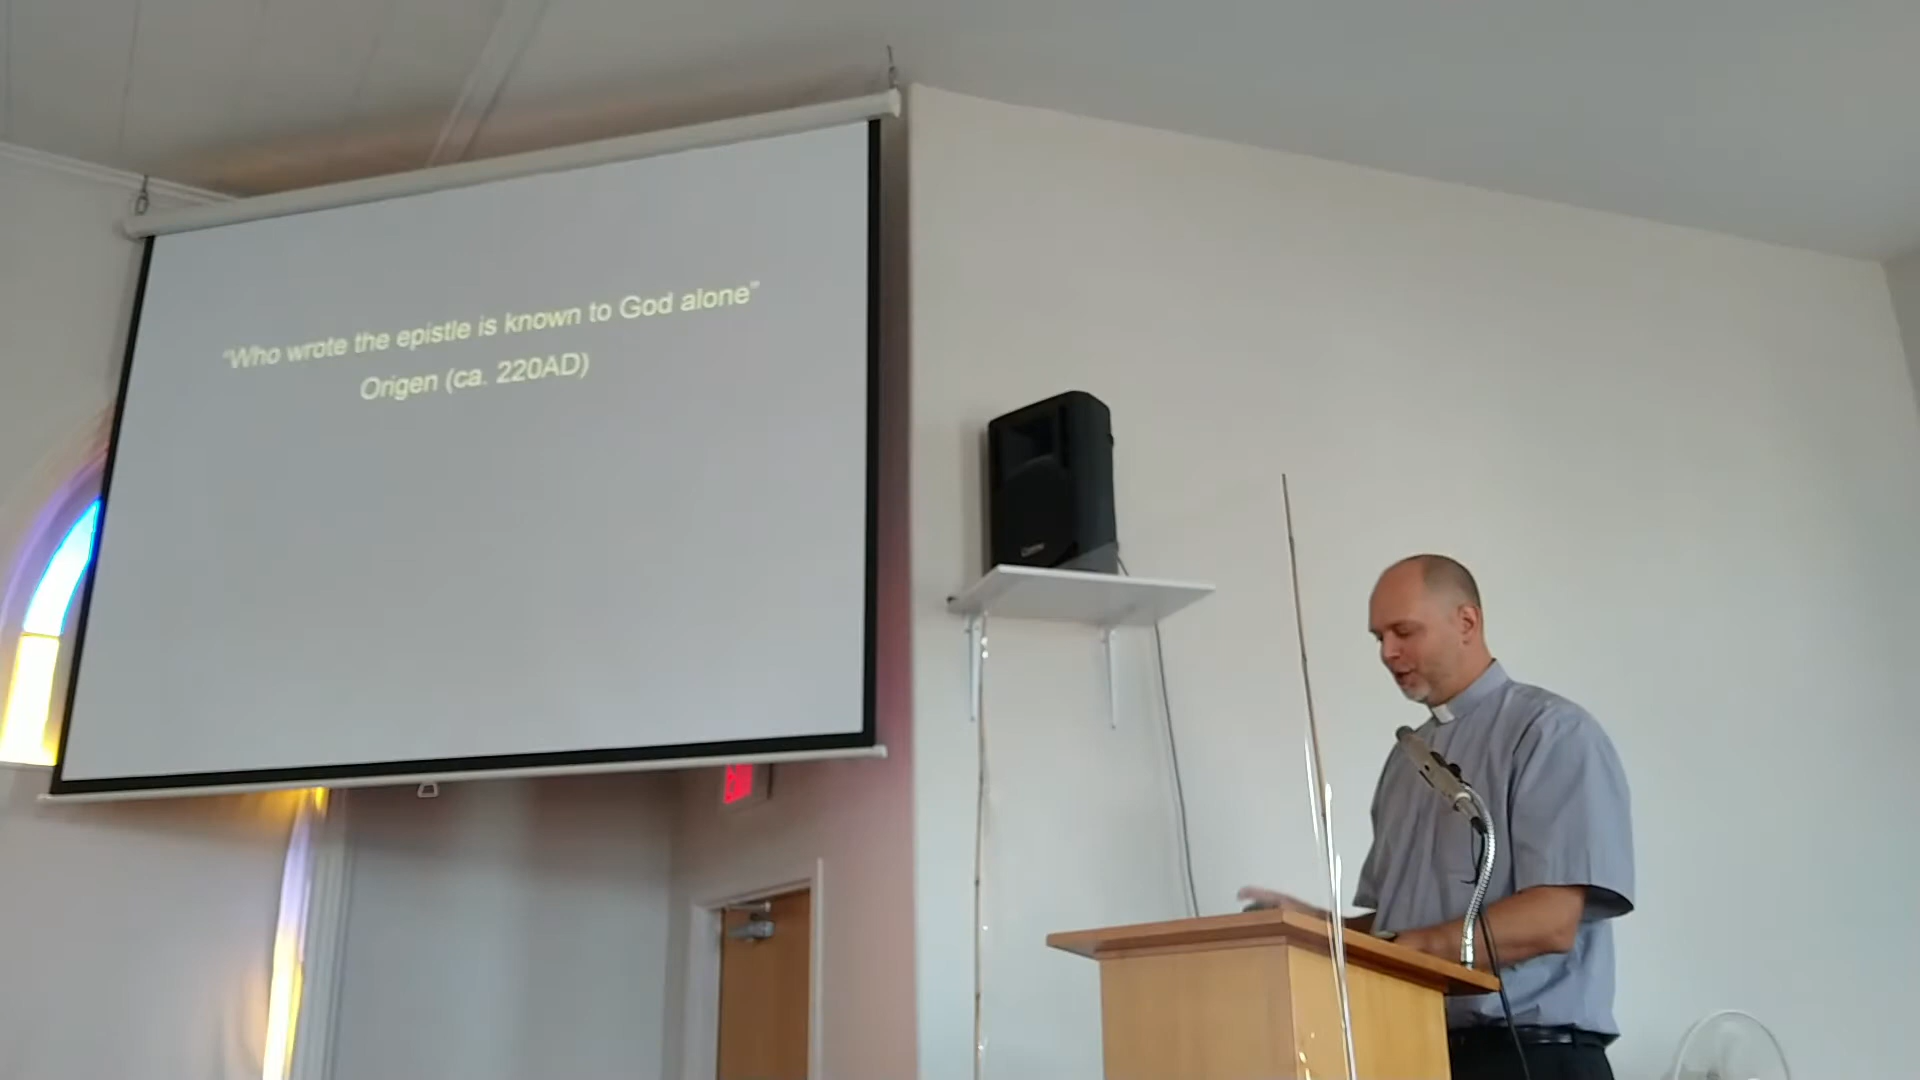 “Who wrote the epistle is known to God alone”
Origen (ca. 220AD)